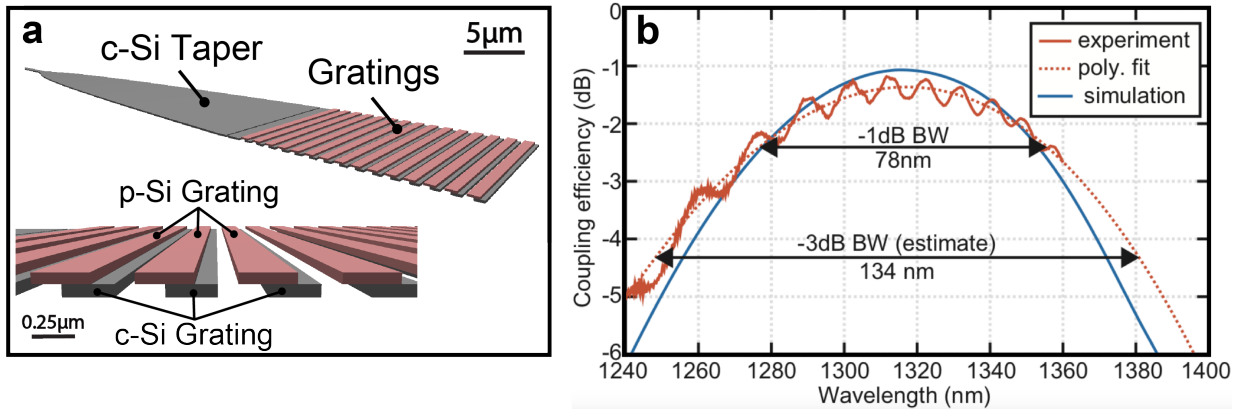 a
c-Si Taper
5μm
Gratings
p-Si Grating
0.25μm
c-Si Grating
b
Coupling efficiency (dB)
0
-1
-2
-3
-4
-5
-6
experiment
poly. fit
simulation
-1dB BW
78nm
-3dB BW (estimate)
134 nm
1240 1260 1280 1300 1320 1340 1360 1380 1400
Wavelength (nm)